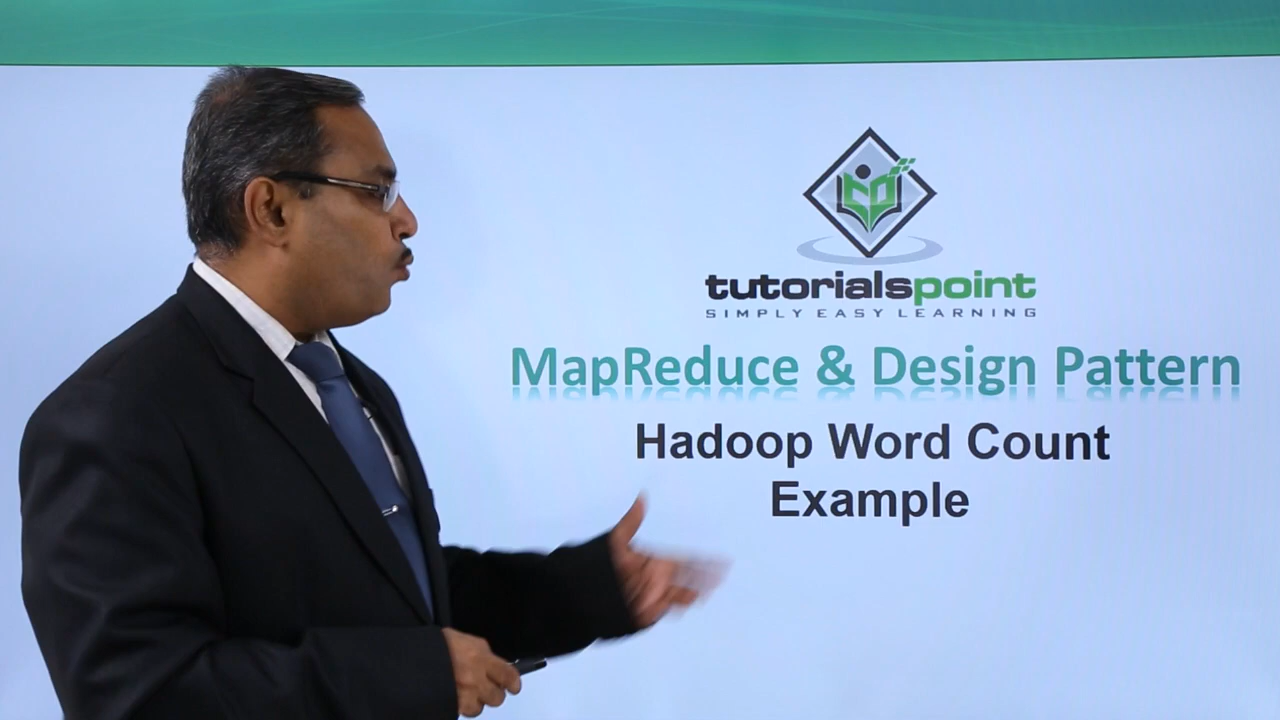 tutorialspoint
SIMPLY EASY LEARNING
MapReduce & Design Pattern
Hadoop Word Count
Example